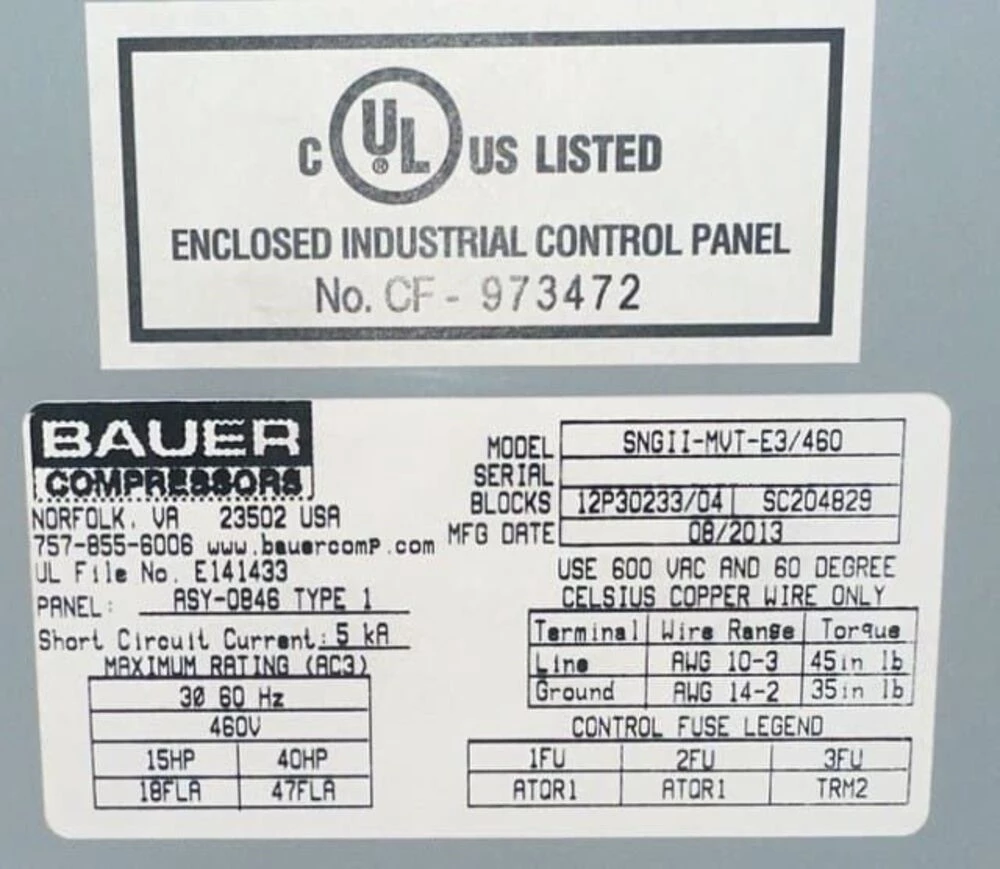 C UL® US LISTED
ENCLOSED INDUSTRIAL CONTROL PANEL
No. CF - 973472
BAUER
COMPRESSORS
NORFOLK, VA 23502 USA
757-855-6006 www.bauercomp.com
UL File No. E141433
PANEL: ASY-0846 TYPE 1
Short Circuit Current: 5 kA
MAXIMUM RATING (AC3)
3Ø 60 Hz
460V
15HP 40HP
18FLA 47FLA
MODEL SNGII-MVT-E3/460
SERIAL
BLOCKS 12P30233/04 SC204829
MFG DATE 08/2013
USE 600 VAC AND 60 DEGREE
CELSIUS COPPER WIRE ONLY
Terminal Wire Range Torque
Line AWG 10-3 45in lb
Ground AWG 14-2 35in lb
CONTROL FUSE LEGEND
1FU 2FU 3FU
ATQR1 ATQR1 TRM2